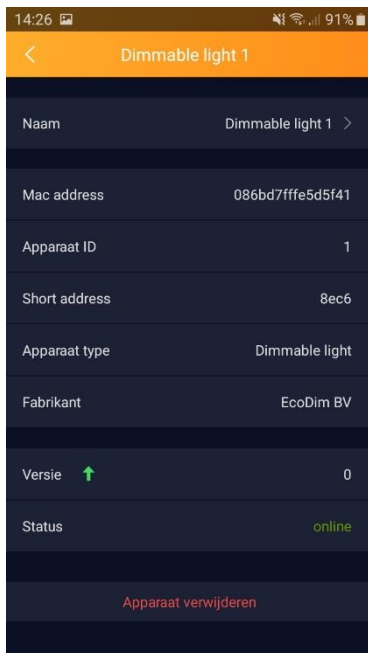 14:26 91%
Dimmable light 1
Naam Dimmable light 1
Mac address 086bd7fffe5d5f41
Apparaat ID 1
Short address 8ec6
Apparaat type Dimmable light
Fabrikant EcoDim BV
Versie 0
Status online
Apparaat verwijderen